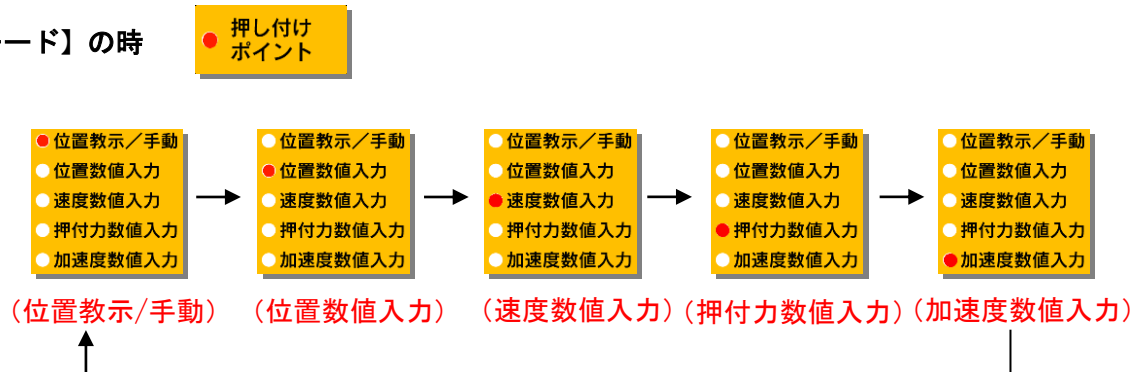 ード】の時
押し付け
ポイント
位置教示／手動
位置数値入力
速度数値入力
押付力数値入力
加速度数値入力
(位置教示/手動)
位置教示／手動
位置数値入力
速度数値入力
押付力数値入力
加速度数値入力
(位置数値入力)
位置教示／手動
位置数値入力
速度数値入力
押付力数値入力
加速度数値入力
(速度数値入力)
位置教示／手動
位置数値入力
速度数値入力
押付力数値入力
加速度数値入力
(押付力数値入力)
位置教示／手動
位置数値入力
速度数値入力
押付力数値入力
加速度数値入力
(加速度数値入力)